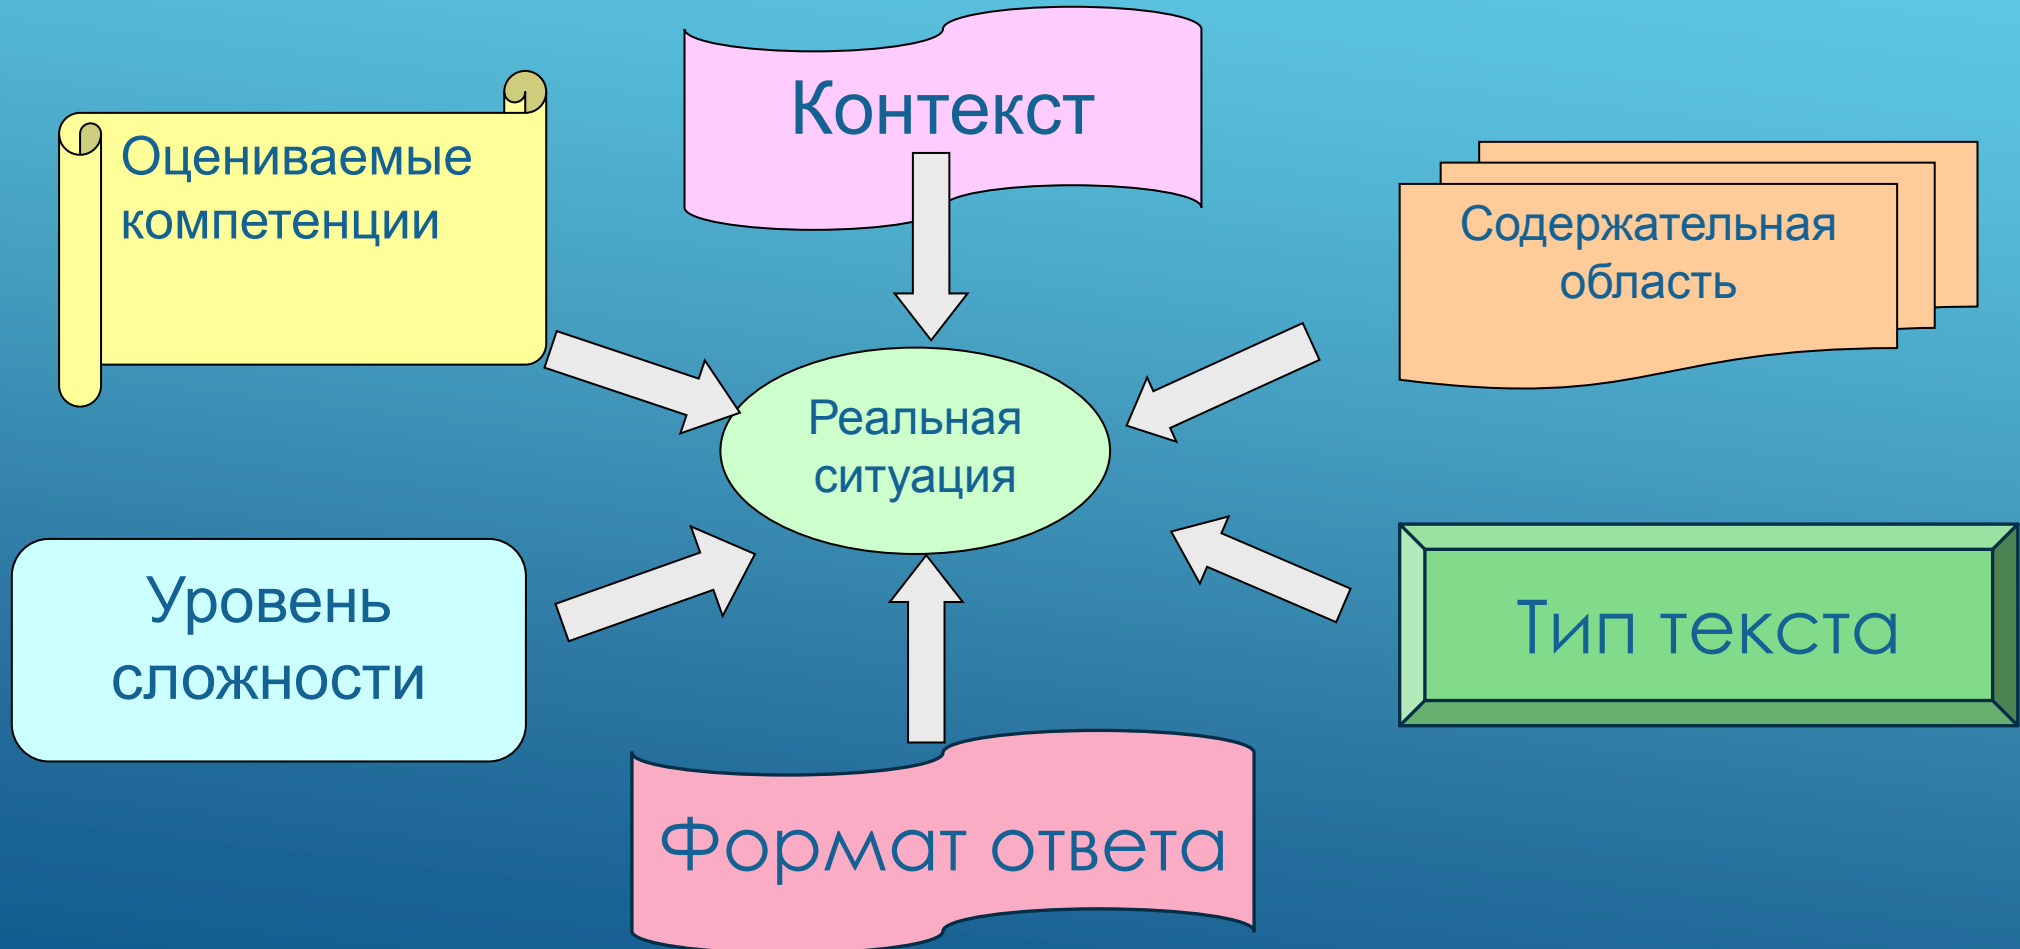 Контекст
Оцениваемые
компетенции
Содержательная
область
Реальная
ситуация
Уровень
сложности
Тип текста
Формат ответа